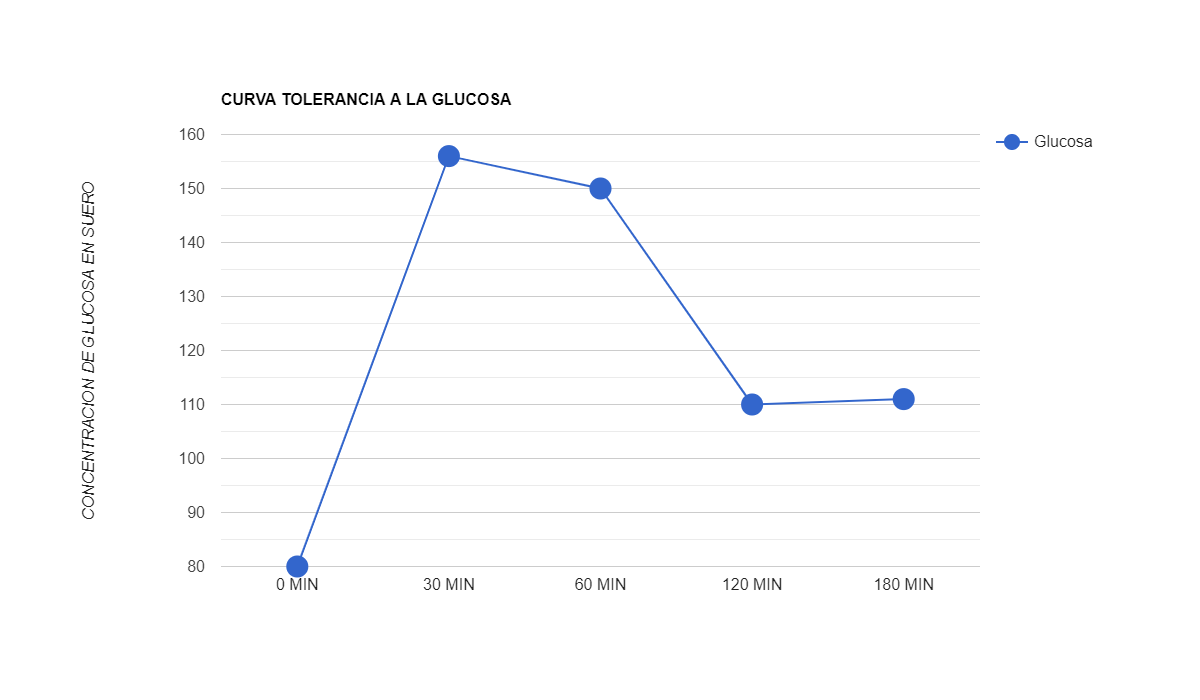 CURVA TOLERANCIA A LA GLUCOSA
Glucosa
CONCENTRACION DE GLUCOSA EN SUERO
160
150
140
130
120
110
100
90
80
0 MIN
30 MIN
60 MIN
120 MIN
180 MIN